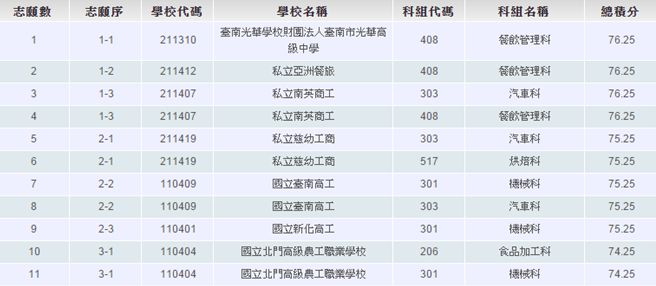 志願數 志願序 學校代碼 學校名稱 科組代碼 科組名稱 總積分
1 1-1 211310 臺南光華學校財團法人臺南市光華高 408 餐飲管理科 76.25
級中學
2 1-2 211412 私立亞洲餐旅 408 餐飲管理科 76.25
3 1-3 211407 私立南英商工 303 汽車科 76.25
4 1-3 211407 私立南英商工 408 餐飲管理科 76.25
5 2-1 211419 私立慈幼工商 303 汽車科 75.25
6 2-1 211419 私立慈幼工商 517 烘焙科 75.25
7 2-2 110409 國立臺南高工 301 機械科 75.25
8 2-2 110409 國立臺南高工 303 汽車科 75.25
9 2-3 110401 國立新化高工 301 機械科 75.25
10 3-1 110404 國立北門高級農工職業學校 206 食品加工科 74.25
11 3-1 110404 國立北門高級農工職業學校 301 機械科 74.25